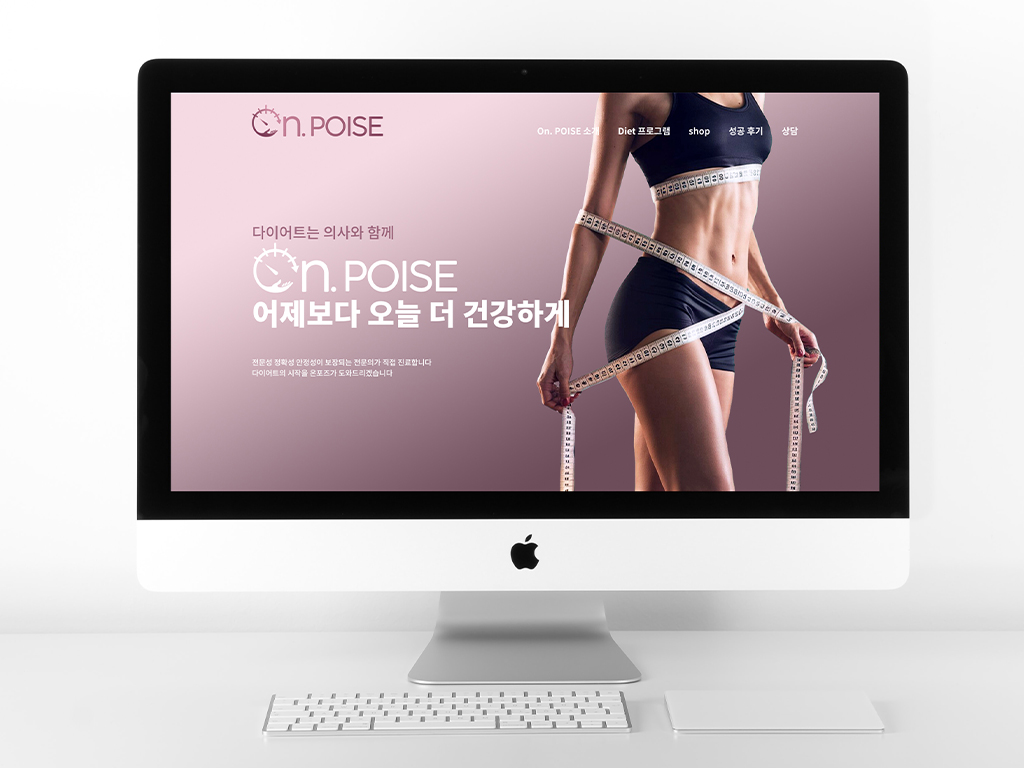 On. POISE
On. POISE 소개 Diet 프로그램 shop 성공 후기 상담
다이어트는 의사와 함께
On. POISE
어제보다 오늘 더 건강하게
전문성 정확성 안정성이 보장되는 전문의가 직접 진료합니다
다이어트의 시작을 온포즈가 도와드리겠습니다